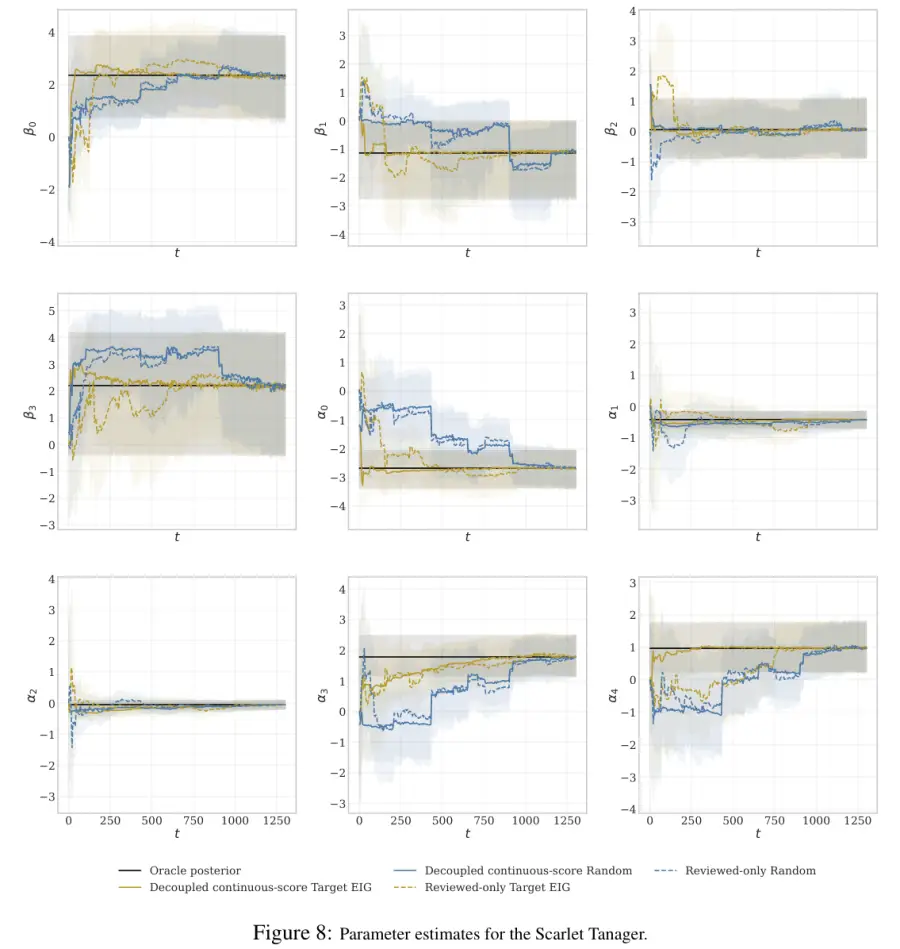 4
2
0
−2
−4
β0
t
3
2
1
0
−1
−2
−3
−4
β1
t
4
3
2
1
0
−1
−2
−3
β2
t
5
4
3
2
1
0
−1
−2
−3
β3
t
3
2
1
0
−1
−2
−3
−4
α0
t
3
2
1
0
−1
−2
−3
α1
t
4
3
2
1
0
−1
−2
−3
α2
0 250 500 750 1000 1250
t
4
3
2
1
0
−1
−2
−3
α3
0 250 500 750 1000 1250
t
3
2
1
0
−1
−2
−3
−4
α4
0 250 500 750 1000 1250
t
Oracle posterior
Decoupled continuous-score Target EIG
Decoupled continuous-score Random
Reviewed-only Target EIG
Reviewed-only Random
Figure 8: Parameter estimates for the Scarlet Tanager.